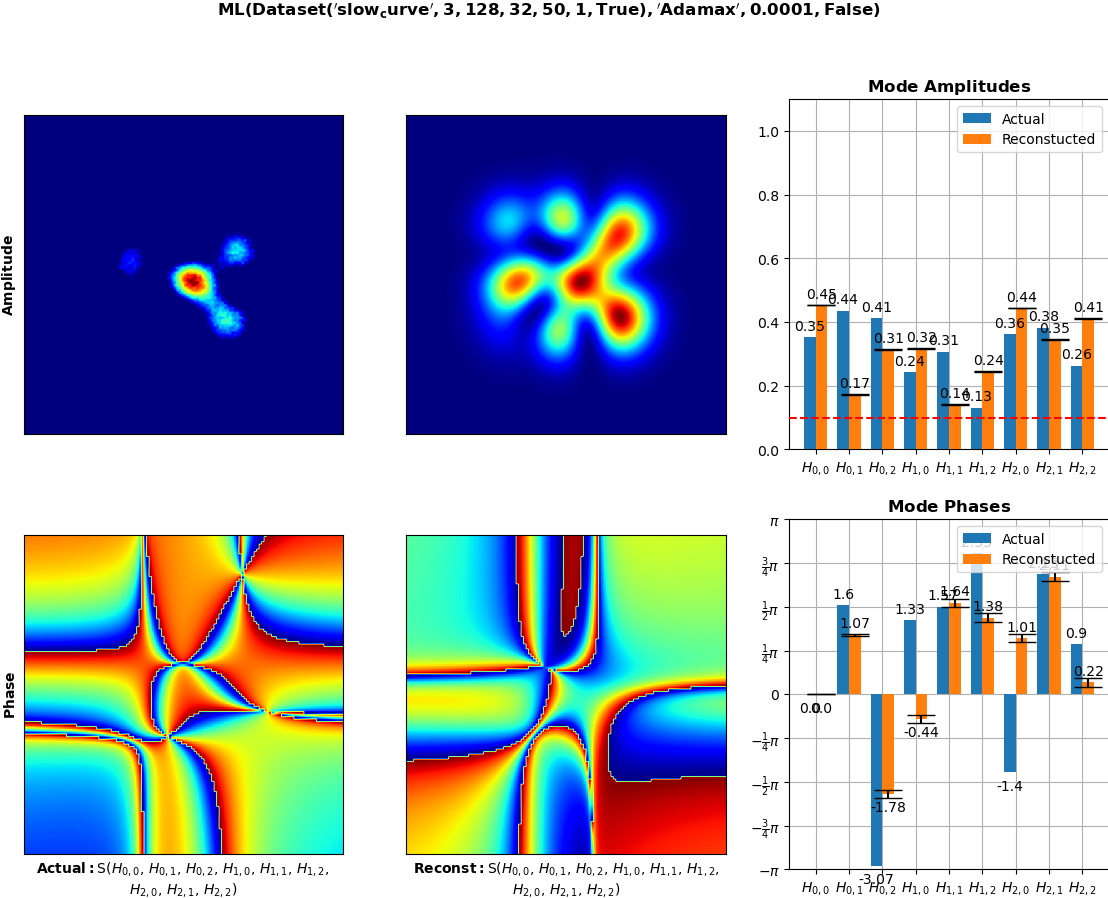 ML(Dataset('slow_curve', 3, 128, 32, 50, 1, True), 'Adamax', 0.0001, False)
Amplitude
Mode Amplitudes
Actual
Reconstucted
1.0
0.8
0.6
0.4
0.2
0.0
0.35 0.45 0.44 0.17 0.41 0.31 0.24 0.32 0.31 0.14 0.13 0.24 0.36 0.44 0.38 0.35 0.26 0.41
H0,0 H0,1 H0,2 H1,0 H1,1 H1,2 H2,0 H2,1 H2,2
Phase
Mode Phases
Actual
Reconstucted
π
3/4π
1/2π
1/4π
0
−1/4π
−1/2π
−3/4π
−π
0.0 0.0 1.6 1.07 -3.07 -1.78 1.33 -0.44 1.64 1.38 -1.4 1.01 0.9 0.22
H0,0 H0,1 H0,2 H1,0 H1,1 H1,2 H2,0 H2,1 H2,2
Actual: S(H0,0, H0,1, H0,2, H1,0, H1,1, H1,2,
H2,0, H2,1, H2,2)
Reconst: S(H0,0, H0,1, H0,2, H1,0, H1,1, H1,2,
H2,0, H2,1, H2,2)